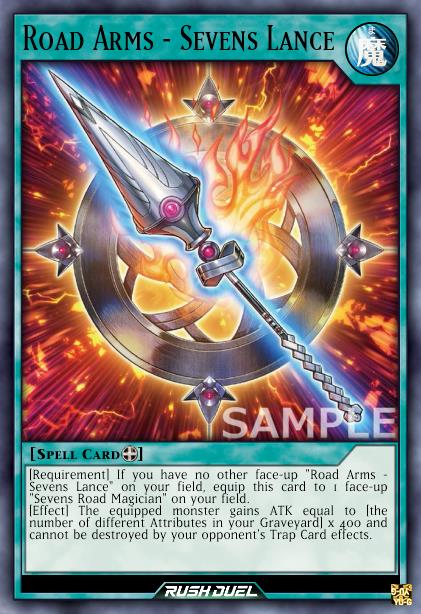 Road Arms - Sevens Lance
ま
魔
SAMPLE
[Spell Card]
[Requirement] If you have no other face-up "Road Arms -
Sevens Lance" on your field, equip this card to 1 face-up
"Sevens Road Magician" on your field.
[Effect] The equipped monster gains ATK equal to [the
number of different Attributes in your Graveyard] x 400 and
cannot be destroyed by your opponent's Trap Card effects.
RUSH DUEL